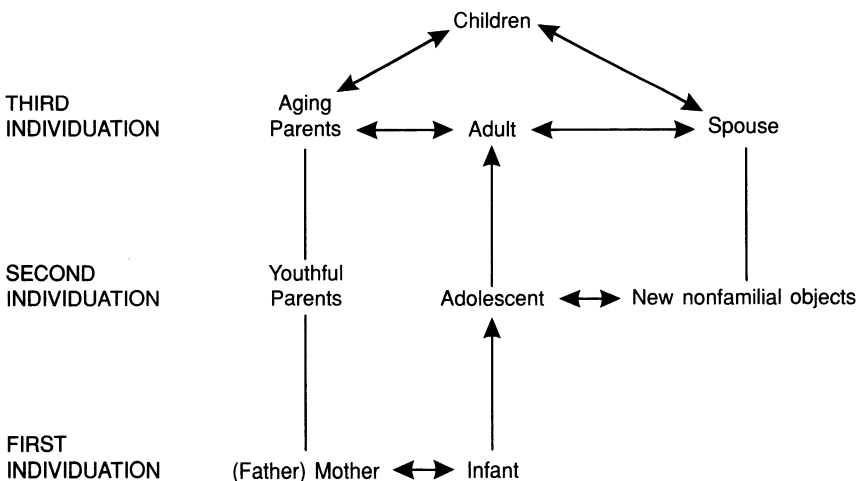 Children
THIRD
INDIVIDUATION
Aging
Parents
Adult
Spouse
SECOND
INDIVIDUATION
Youthful
Parents
Adolescent
New nonfamilial objects
FIRST
INDIVIDUATION
(Father) Mother
Infant